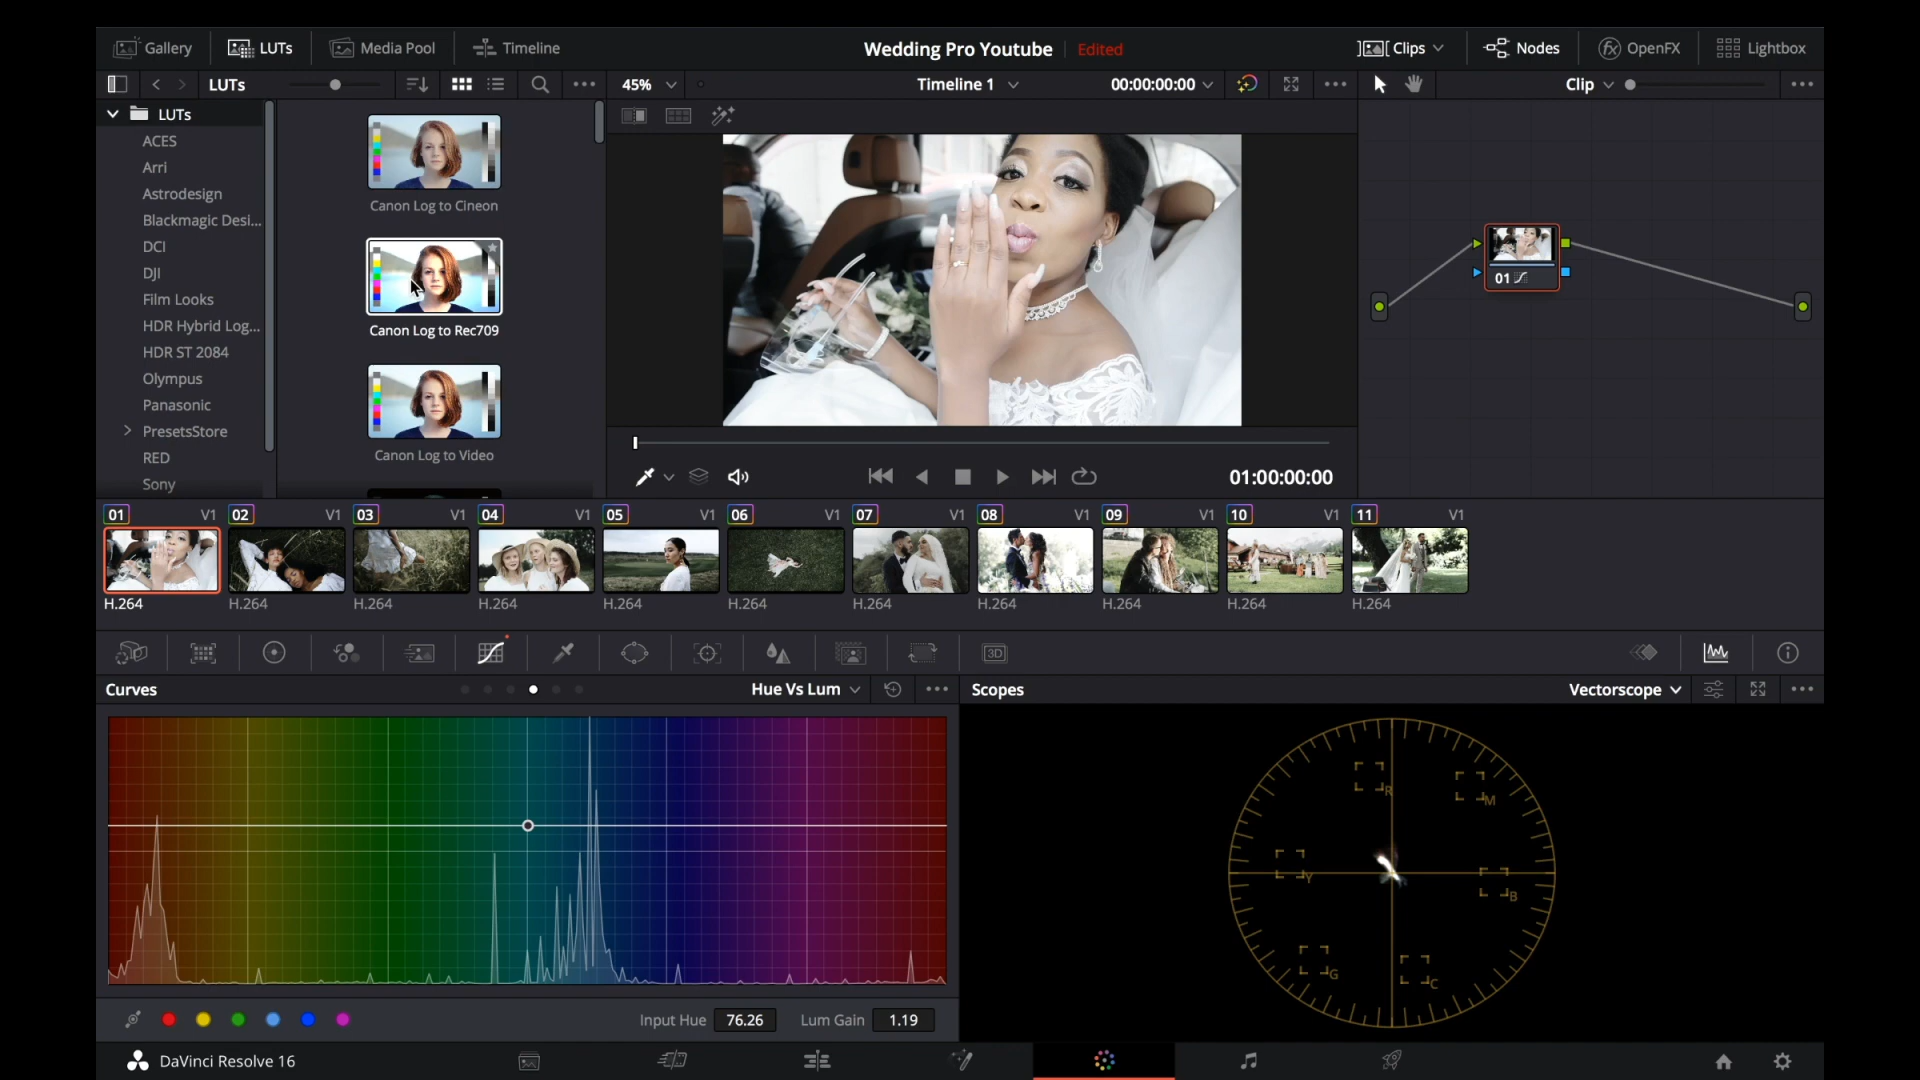 Gallery LUTs Media Pool Timeline Wedding Pro Youtube Edited Clips Nodes OpenFX Lightbox
LUTs 45% Timeline 1 00:00:00:00 Clip
LUTs
ACES
Arri
Astrodesign
Blackmagic Desi...
DCI
DJI
Film Looks
HDR Hybrid Log...
HDR ST 2084
Olympus
Panasonic
PresetsStore
RED
Sony
Canon Log to Cineon
Canon Log to Rec709
Canon Log to Video
01
01:00:00:00
01 V1 02 V1 03 V1 04 V1 05 V1 06 V1 07 V1 08 V1 09 V1 10 V1 11 V1
H.264 H.264 H.264 H.264 H.264 H.264 H.264 H.264 H.264 H.264 H.264
3D
Curves Hue Vs Lum Scopes Vectorscope
R
M
Y
B
G
C
Input Hue 76.26 Lum Gain 1.19
DaVinci Resolve 16